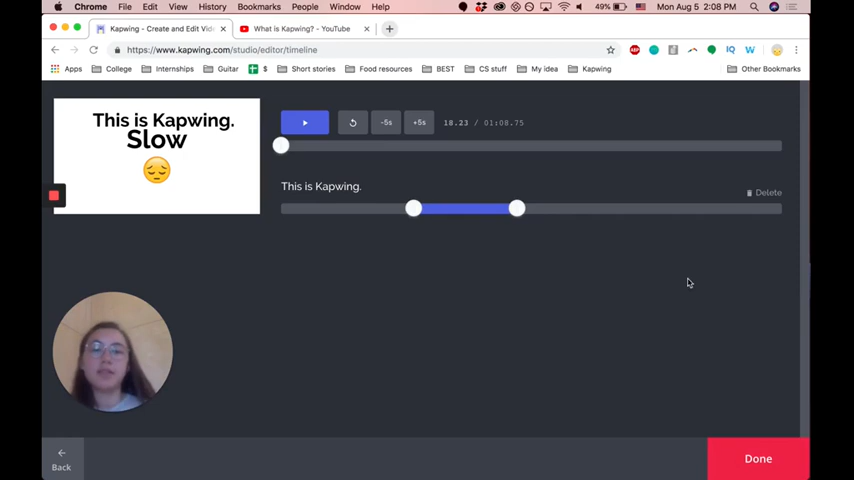 Chrome File Edit View History Bookmarks People Window Help
49% Mon Aug 5 2:08 PM
Kapwing - Create and Edit Vid
What is Kapwing? - YouTube
https://www.kapwing.com/studio/editor/timeline
Apps College Internships Guitar $ Short stories Food resources BEST CS stuff My idea Kapwing Other Bookmarks
This is Kapwing.
Slow
-5s +5s 18.23 / 01:08.75
This is Kapwing.
Delete
Back
Done